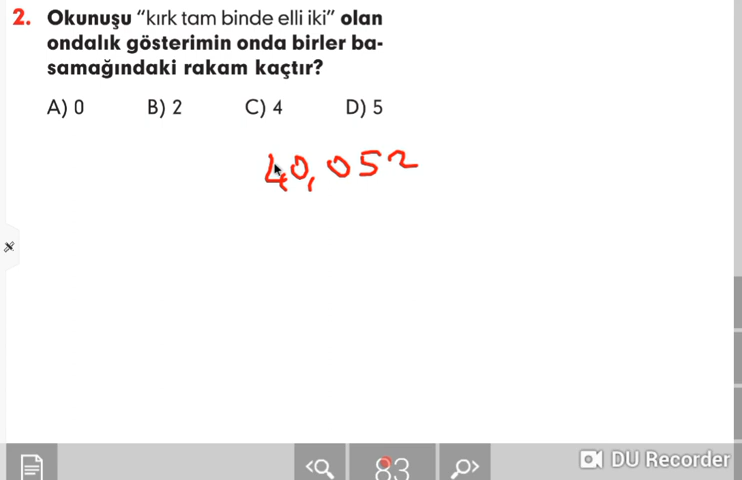 2. Okunuşu “kırk tam binde elli iki” olan
ondalık gösterimin onda birler ba-
samağındaki rakam kaçtır?
A) 0 B) 2 C) 4 D) 5
40,052
83
DU Recorder